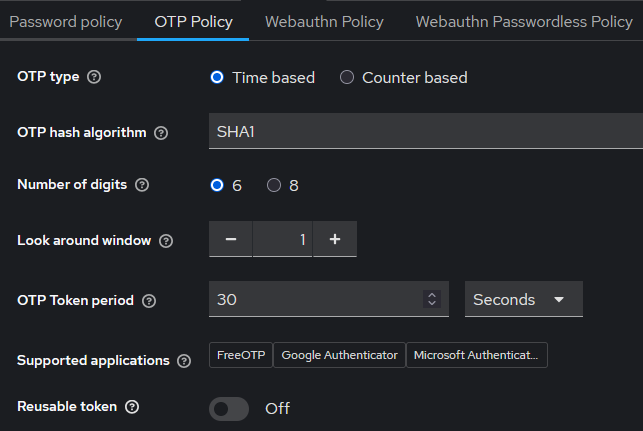 Password policy OTP Policy Webauthn Policy Webauthn Passwordless Policy
OTP type Time based Counter based
OTP hash algorithm SHA1
Number of digits 6 8
Look around window 1
OTP Token period 30 Seconds
Supported applications FreeOTP Google Authenticator Microsoft Authenticat...
Reusable token Off